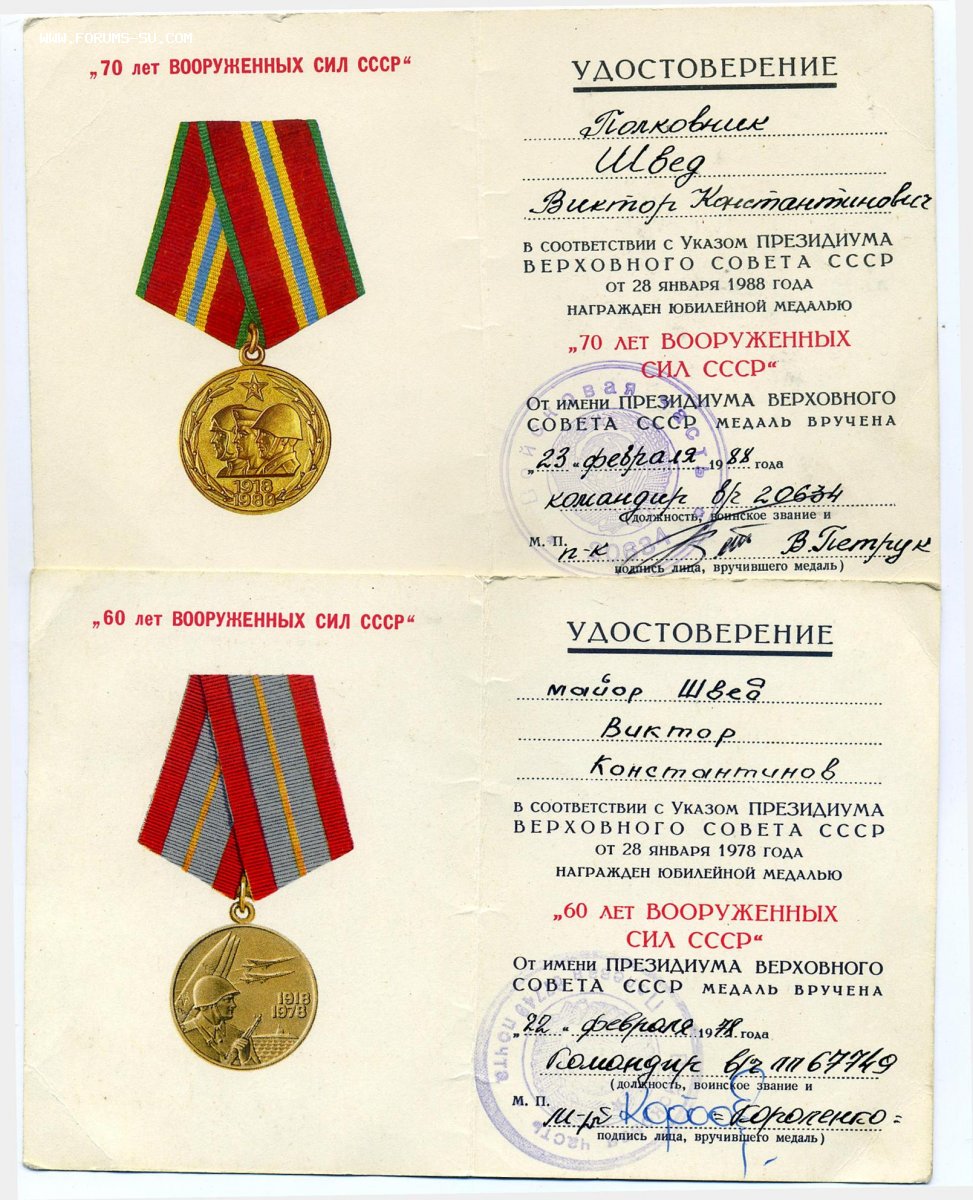 WWW.FORUMS-SU.COM
„70 лет ВООРУЖЕННЫХ СИЛ СССР“
1918
1988
УДОСТОВЕРЕНИЕ
Полковник
Швед
Виктор Константинович
в соответствии с Указом ПРЕЗИДИУМА
ВЕРХОВНОГО СОВЕТА СССР
от 28 января 1988 года
награжден юбилейной медалью
„70 лет ВООРУЖЕННЫХ
СИЛ СССР“
От имени ПРЕЗИДИУМА ВЕРХОВНОГО
СОВЕТА СССР медаль вручена
„23“ февраля 1988 года
командир в/ч 20634
(должность, воинское звание и
М. П. п-к В. Петрук
подпись лица, вручившего медаль)
Войсковая часть
20634
„60 лет ВООРУЖЕННЫХ СИЛ СССР“
1918
1978
УДОСТОВЕРЕНИЕ
майор Швед
Виктор
Константинов
в соответствии с Указом ПРЕЗИДИУМА
ВЕРХОВНОГО СОВЕТА СССР
от 28 января 1978 года
награжден юбилейной медалью
„60 лет ВООРУЖЕННЫХ
СИЛ СССР“
От имени ПРЕЗИДИУМА ВЕРХОВНОГО
СОВЕТА СССР медаль вручена
„22“ февраля 1978 года
Командир в/ч пп 67749
(должность, воинское звание и
М. П. м-р =Короленко=
подпись лица, вручившего медаль)
часть
почта